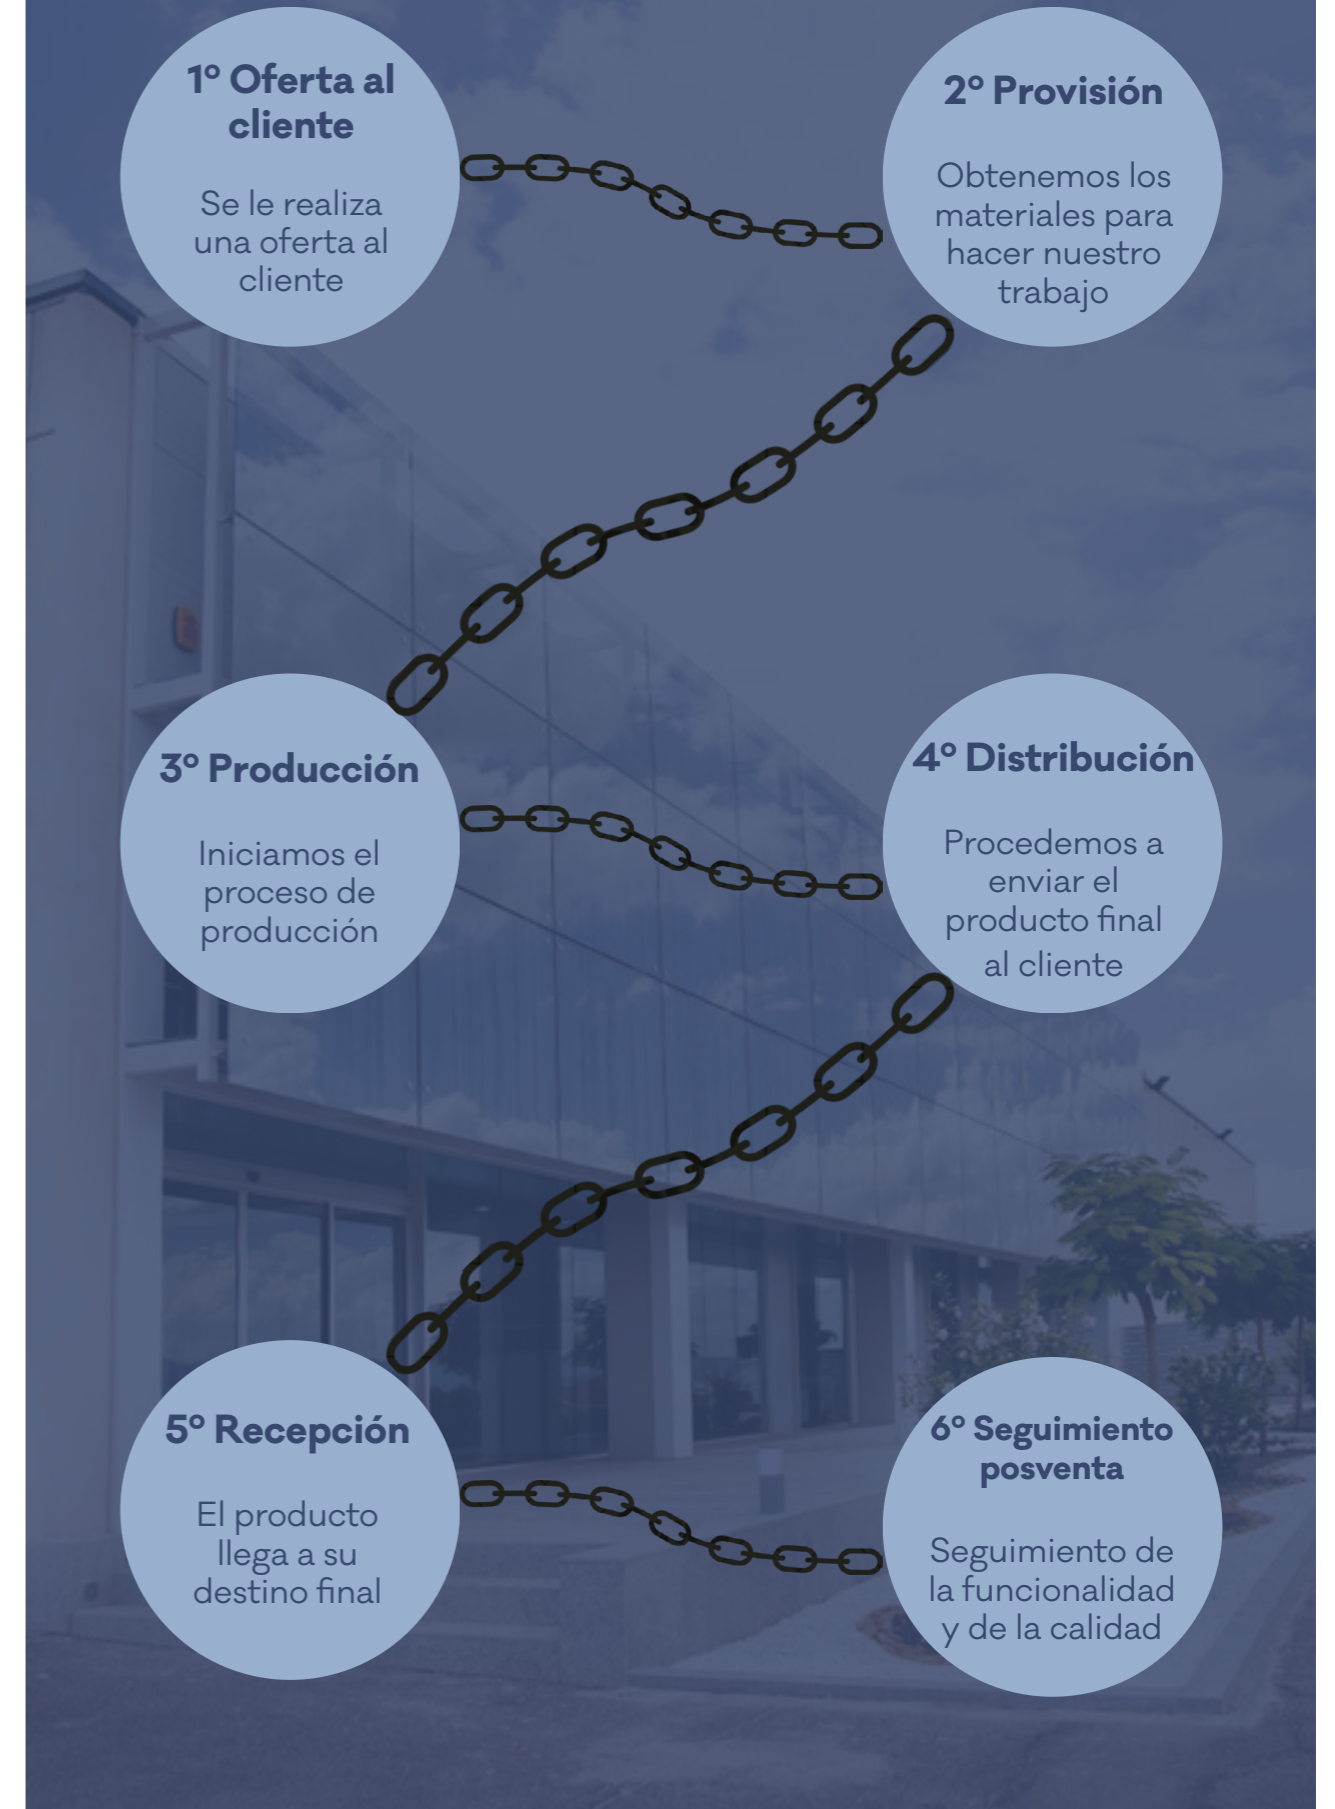 1º Oferta al
cliente
Se le realiza
una oferta al
cliente
2º Provisión
Obtenemos los
materiales para
hacer nuestro
trabajo
3º Producción
Iniciamos el
proceso de
producción
4º Distribución
Procedemos a
enviar el
producto final
al cliente
5º Recepción
El producto
llega a su
destino final
6º Seguimiento
posventa
Seguimiento de
la funcionalidad
y de la calidad